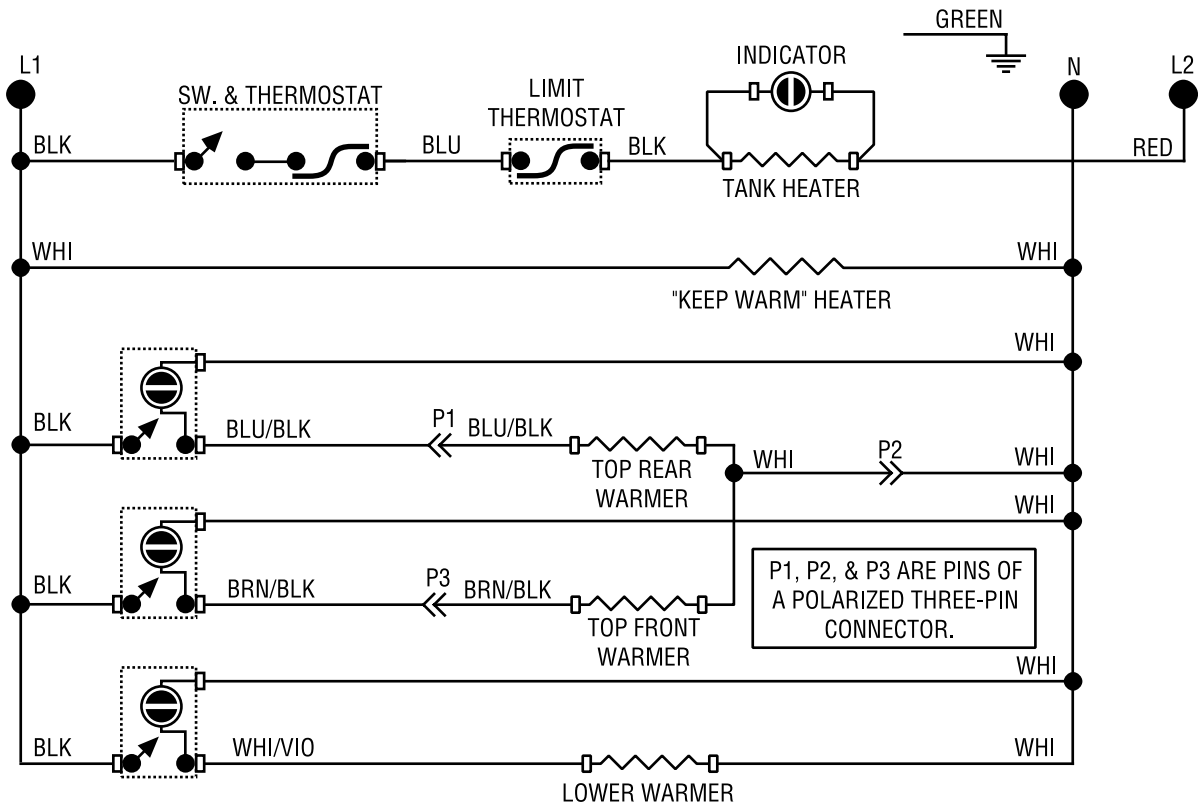 GREEN
L1
INDICATOR
N
L2
SW. & THERMOSTAT
LIMIT
THERMOSTAT
BLK
BLU
BLK
RED
TANK HEATER
WHI
WHI
"KEEP WARM" HEATER
WHI
BLK
BLU/BLK
P1
BLU/BLK
TOP REAR
WARMER
WHI
P2
WHI
WHI
BLK
BRN/BLK
P3
BRN/BLK
TOP FRONT
WARMER
P1, P2, & P3 ARE PINS OF
A POLARIZED THREE-PIN
CONNECTOR.
WHI
BLK
WHI/VIO
WHI
LOWER WARMER